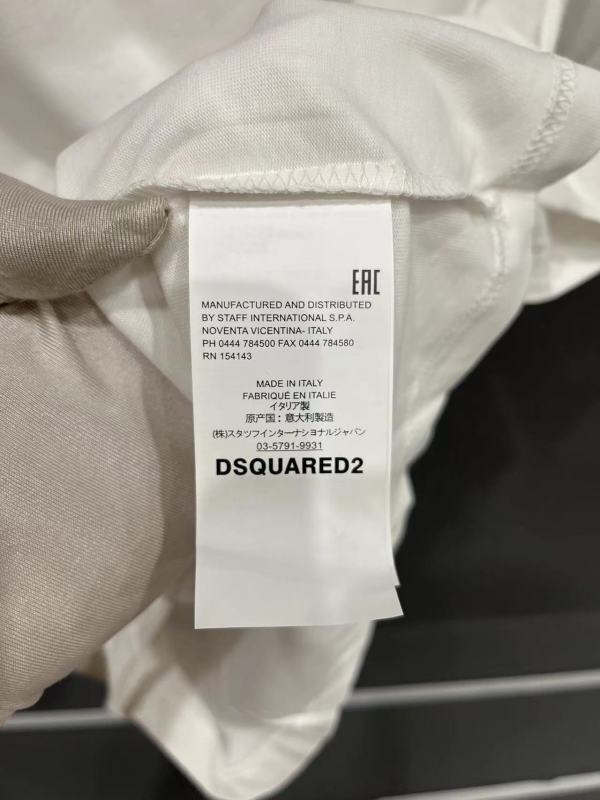 EAC
MANUFACTURED AND DISTRIBUTED
BY STAFF INTERNATIONAL S.P.A.
NOVENTA VICENTINA- ITALY
PH 0444 784500 FAX 0444 784580
RN 154143
MADE IN ITALY
FABRIQUÉ EN ITALIE
イタリア製
原产国：意大利製造
(株)スタッフインターナショナルジャパン
03-5791-9931
DSQUARED2